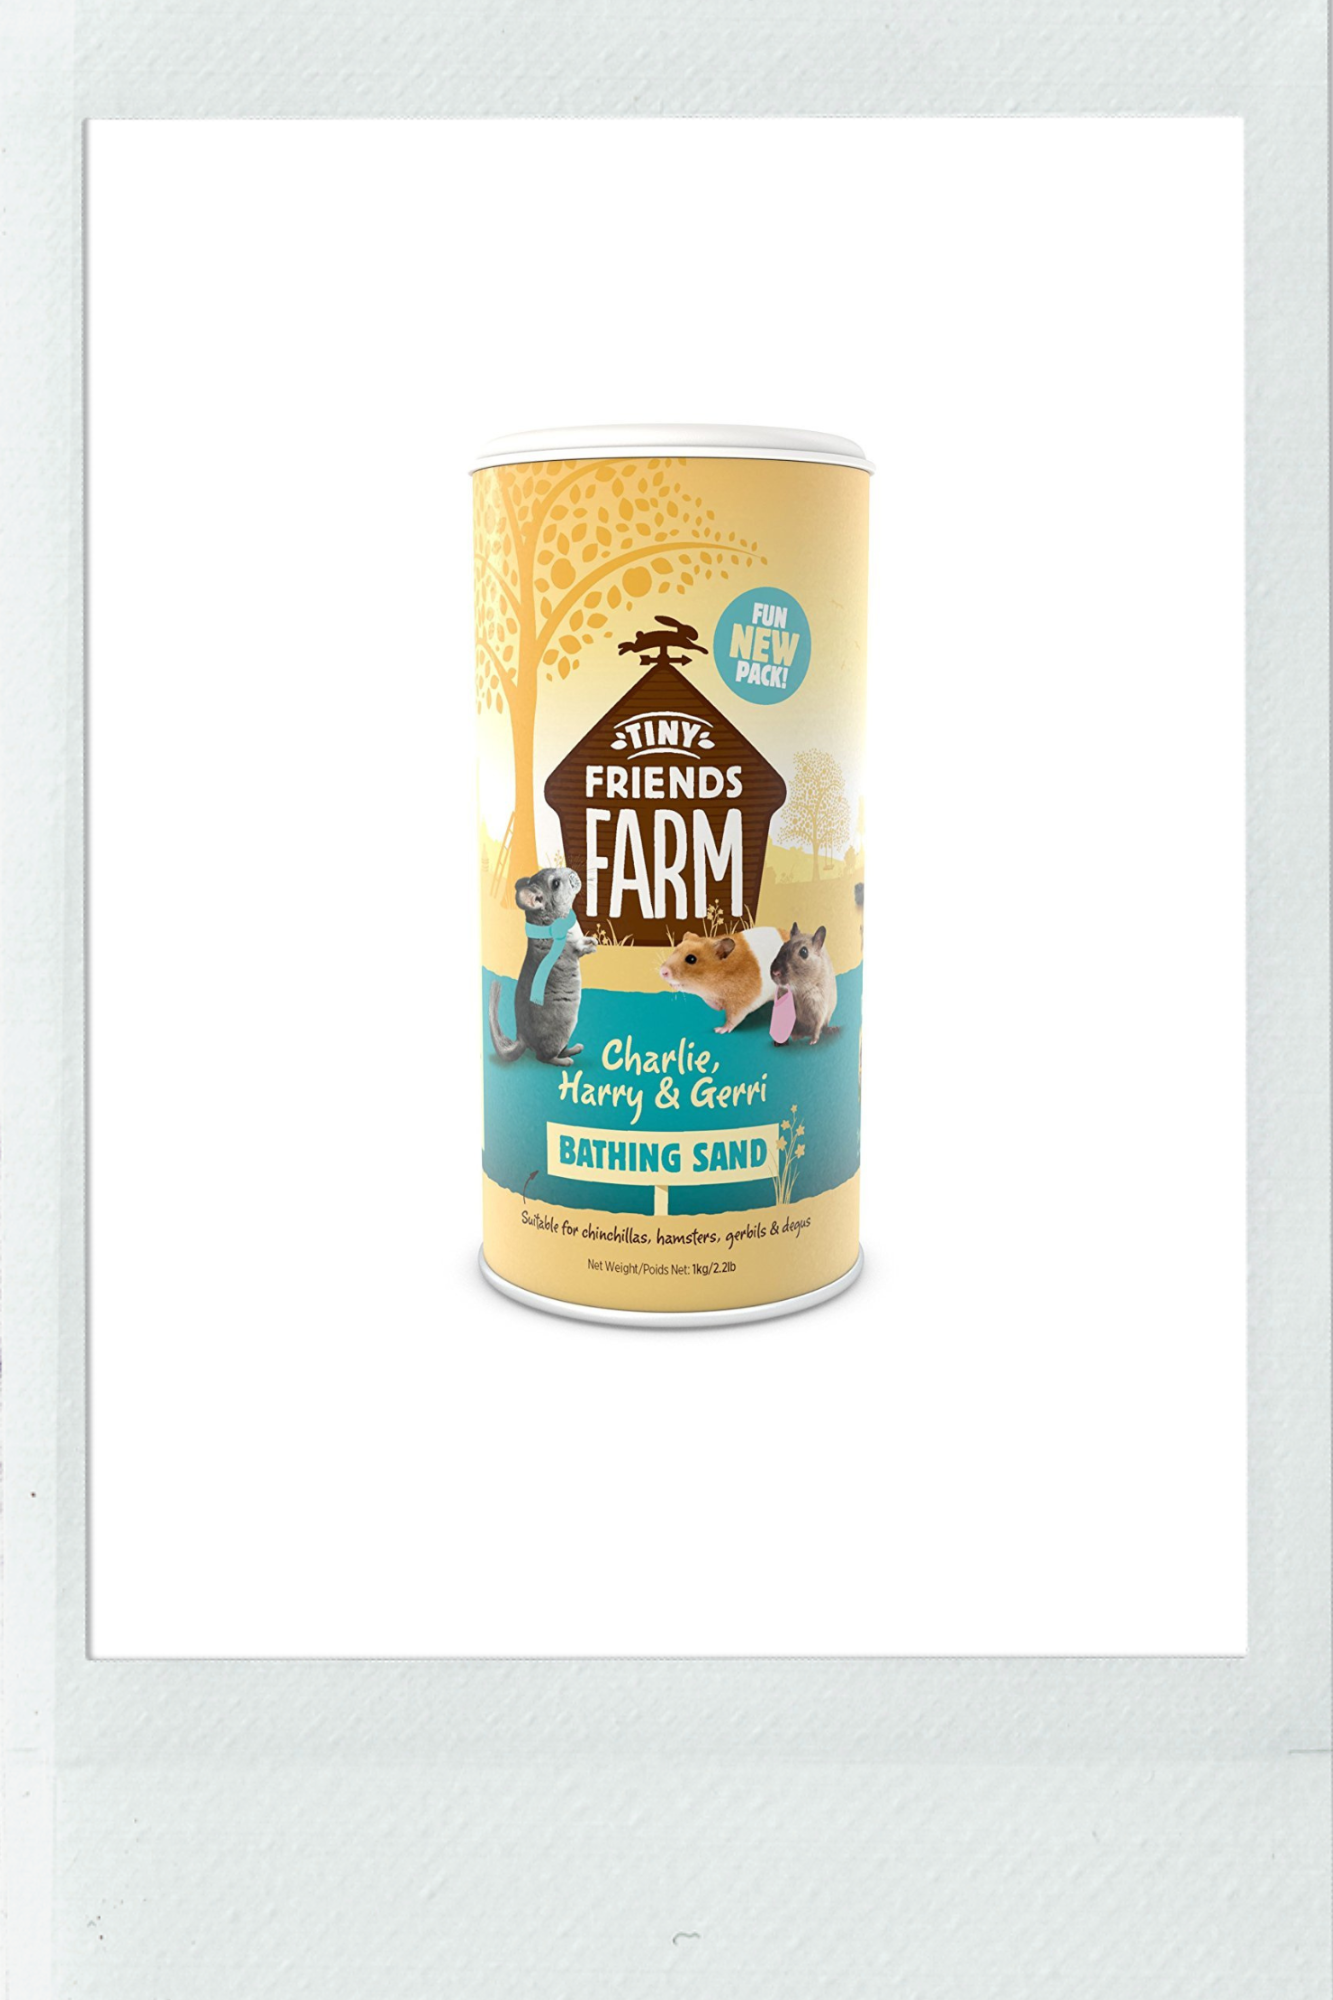 FUN
NEW
PACK!
TINY
FRIENDS
FARM
Charlie,
Harry & Gerri
BATHING SAND
Suitable for chinchillas, hamsters, gerbils & degus
Net Weight/Poids Net: 1kg/2.2lb